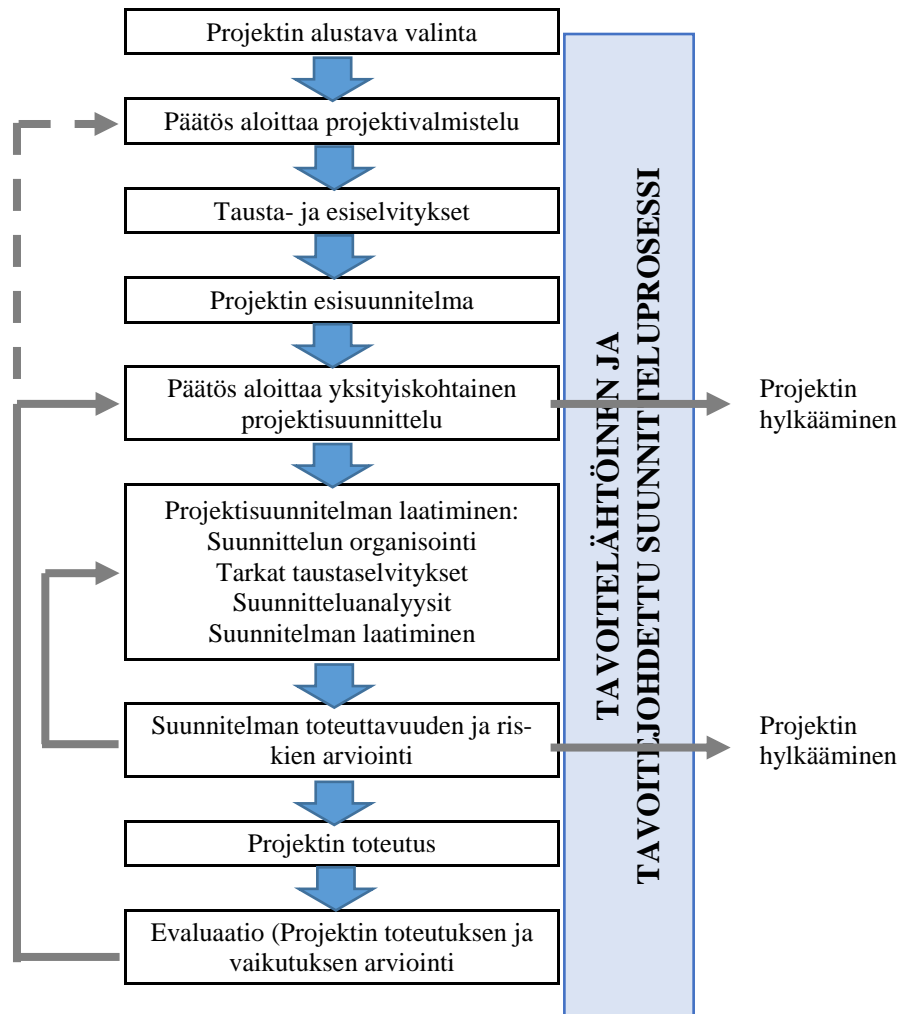 Projektin alustava valinta
Päätös aloittaa projektivalmistelu
Tausta- ja esiselvitykset
Projektin esisuunnitelma
Päätös aloittaa yksityiskohtainen
projektisuunnittelu
Projektin
hylkääminen
Projektisuunnitelman laatiminen:
Suunnittelun organisointi
Tarkat taustaselvitykset
Suunnitteluanalyysit
Suunnitelman laatiminen
Suunnitelman toteuttavuuden ja ris-
kien arviointi
Projektin
hylkääminen
Projektin toteutus
Evaluaatio (Projektin toteutuksen ja
vaikutuksen arviointi
TAVOITELÄHTÖINEN JA
TAVOITEJOHDETTU SUUNNITTELUPROSESSI